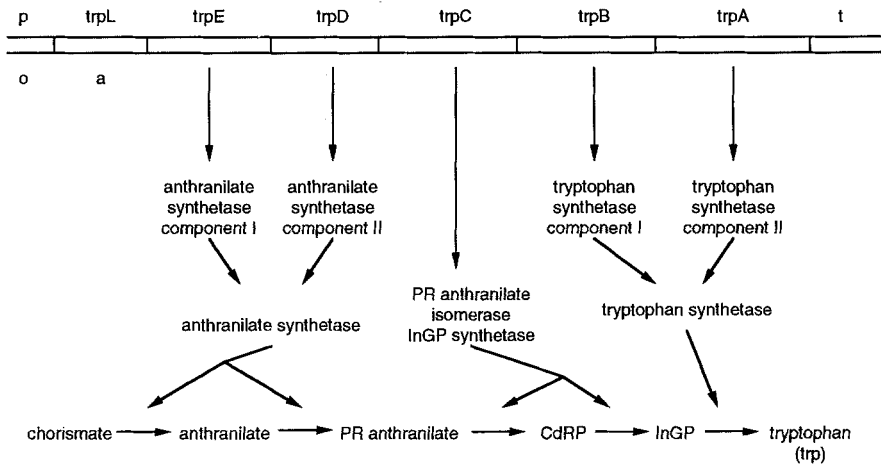 p trpL trpE trpD trpC trpB trpA t
o a
anthranilate synthetase component I
anthranilate synthetase component II
tryptophan synthetase component I
tryptophan synthetase component II
PR anthranilate isomerase
InGP synthetase
anthranilate synthetase
tryptophan synthetase
chorismate anthranilate PR anthranilate CdRP InGP tryptophan
(trp)